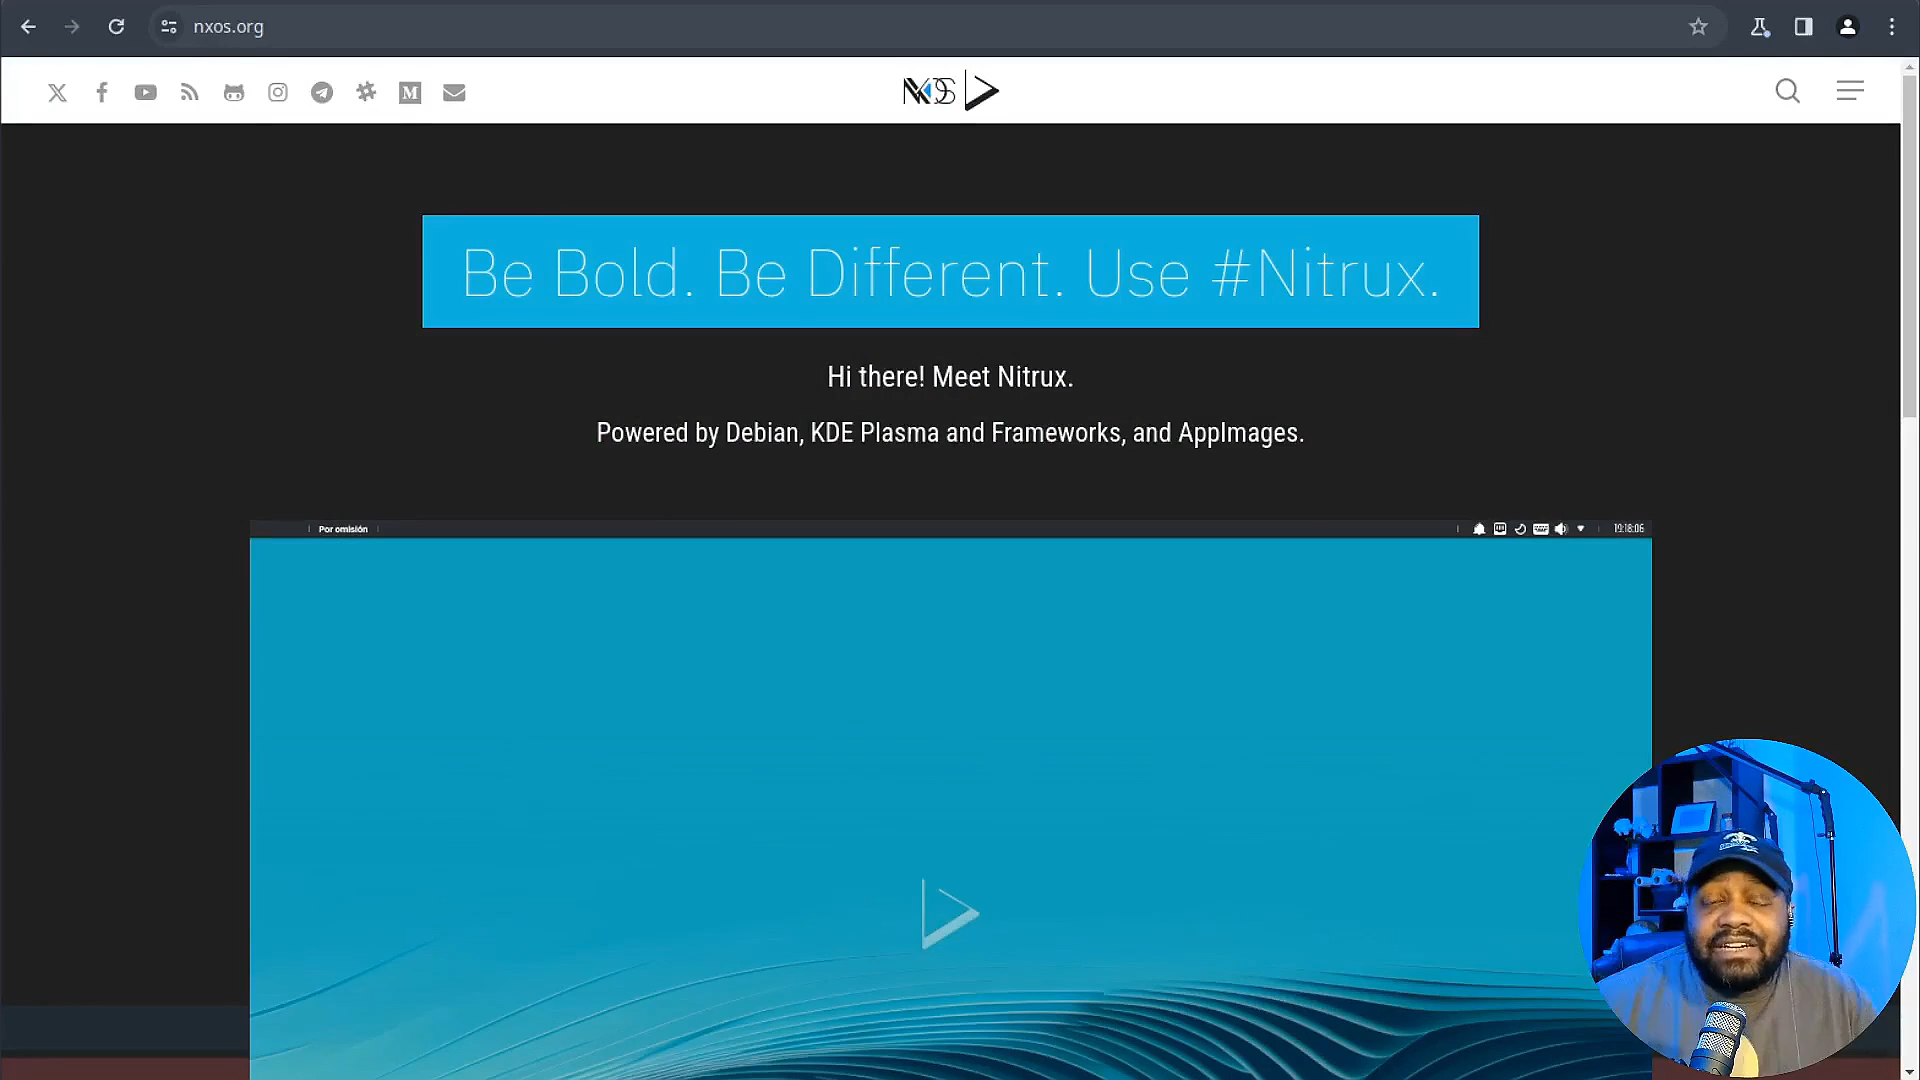 nxos.org
NXOS
Be Bold. Be Different. Use #Nitrux.
Hi there! Meet Nitrux.
Powered by Debian, KDE Plasma and Frameworks, and AppImages.
Por omisión
19:18:06